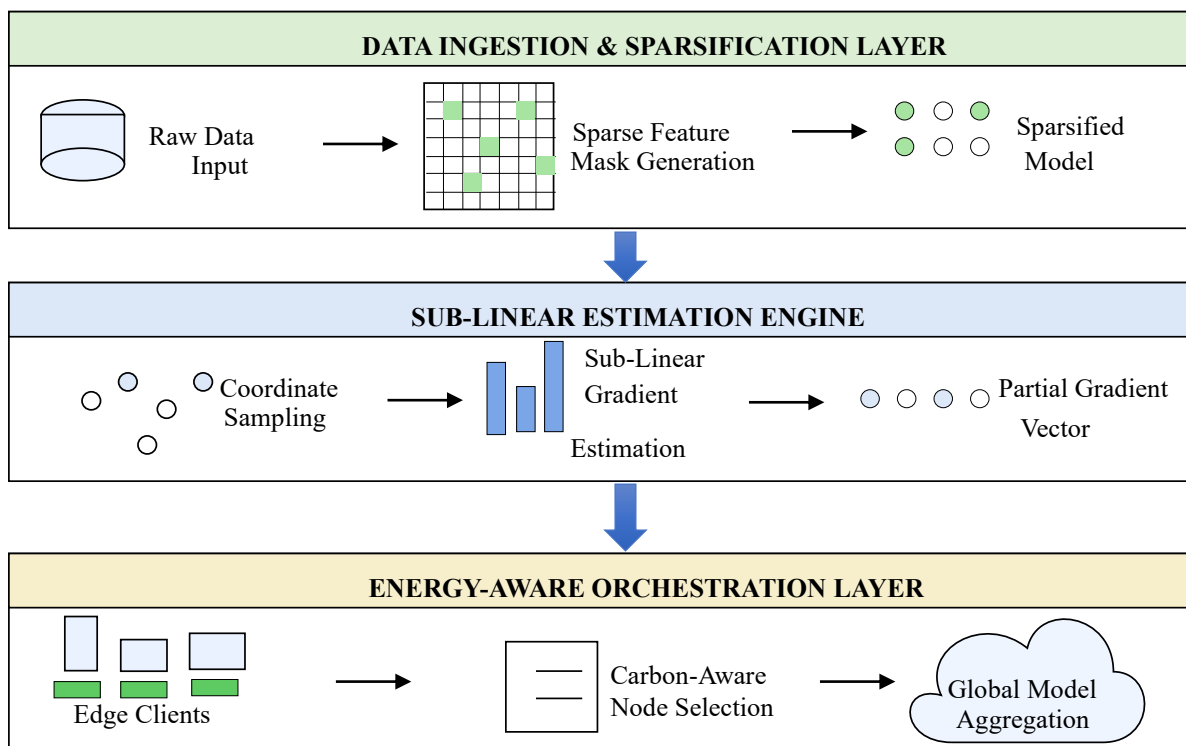 DATA INGESTION & SPARSIFICATION LAYER
Raw Data
Input
Sparse Feature
Mask Generation
Sparsified
Model
SUB-LINEAR ESTIMATION ENGINE
Coordinate
Sampling
Sub-Linear
Gradient
Estimation
Partial Gradient
Vector
ENERGY-AWARE ORCHESTRATION LAYER
Edge Clients
Carbon-Aware
Node Selection
Global Model
Aggregation